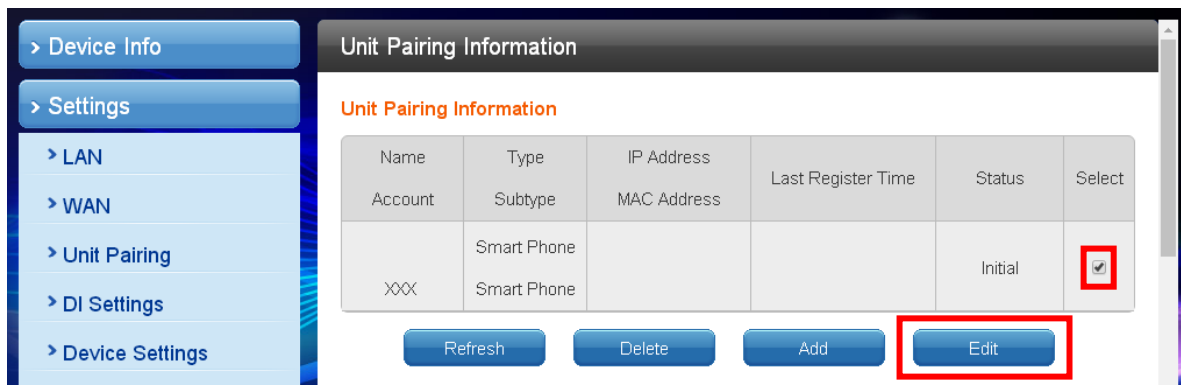 > Device Info
> Settings
> LAN
> WAN
> Unit Pairing
> DI Settings
> Device Settings
Unit Pairing Information
Unit Pairing Information
Name Type IP Address Last Register Time Status Select
Account Subtype MAC Address
Smart Phone Initial
XXX Smart Phone
Refresh Delete Add Edit